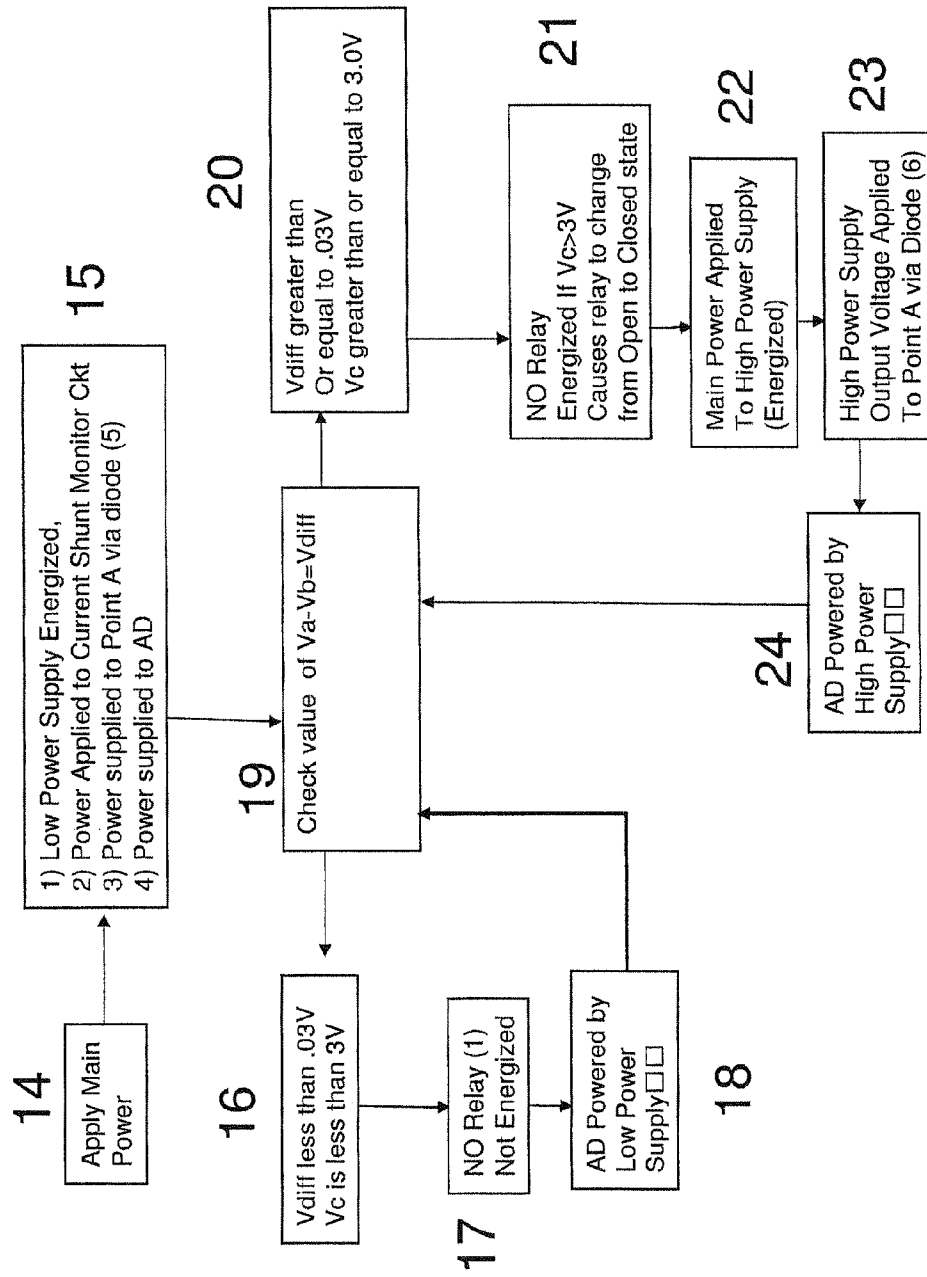 14
Apply Main
Power
15
1) Low Power Supply Energized,
2) Power Applied to Current Shunt Monitor Ckt
3) Power supplied to Point A via diode (5)
4) Power supplied to AD
16
Vdiff less than .03V
Vc is less than 3V
17
NO Relay (1)
Not Energized
18
AD Powered by
Low Power
Supply□□
19
Check value of Va-Vb=Vdiff
20
Vdiff greater than
Or equal to .03V
Vc greater than or equal to 3.0V
21
NO Relay
Energized If Vc>3V
Causes relay to change
from Open to Closed state
22
Main Power Applied
To High Power Supply
(Energized)
23
High Power Supply
Output Voltage Applied
To Point A via Diode (6)
24
AD Powered by
High Power
Supply□□